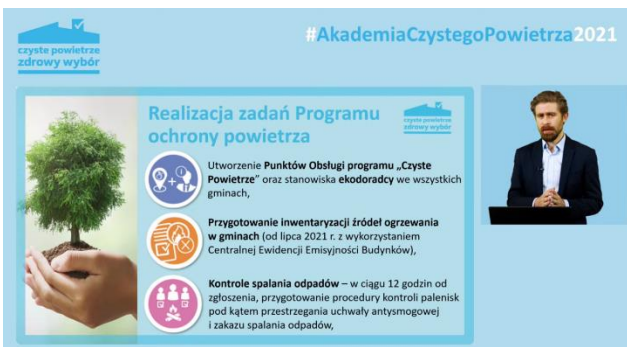 czyste powietrze
zdrowy wybór
#AkademiaCzystegoPowietrza2021
Realizacja zadań Programu
ochrony powietrza
czyste powietrze
zdrowy wybór
Utworzenie Punktów Obsługi programu „Czyste
Powietrze” oraz stanowiska ekodoradcy we wszystkich
gminach,
Przygotowanie inwentaryzacji źródeł ogrzewania
w gminach (od lipca 2021 r. z wykorzystaniem
Centralnej Ewidencji Emisyjności Budynków),
Kontrole spalania odpadów – w ciągu 12 godzin od
zgłoszenia, przygotowanie procedury kontroli palenisk
pod kątem przestrzegania uchwały antysmogowej
i zakazu spalania odpadów,